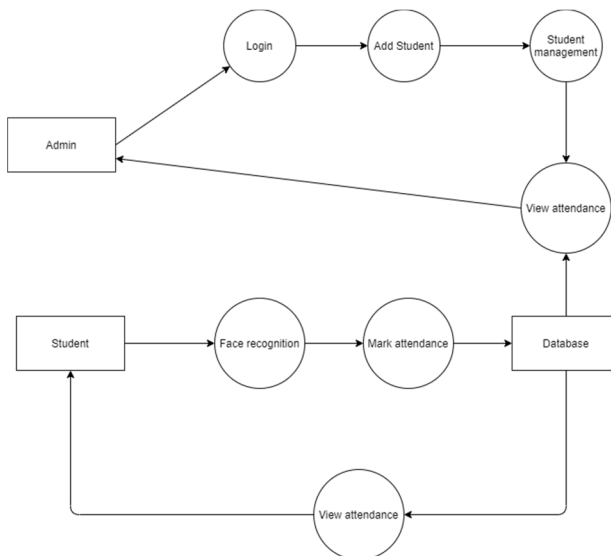 Login
Add Student
Student
management
Admin
View attendance
Student
Face recognition
Mark attendance
Database
View attendance